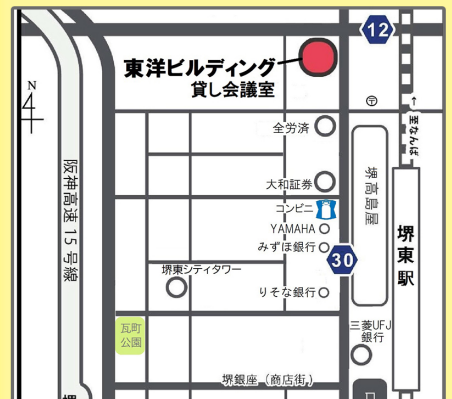 12
東洋ビルディング
貸し会議室
N
〒
←至なんば
全労済
阪神高速15号線
大和証券
堺高島屋
コンビニ
YAMAHA
みずほ銀行
堺東駅
30
堺東シティタワー
りそな銀行
瓦町
公園
三菱UFJ
銀行
堺銀座（商店街）
堺